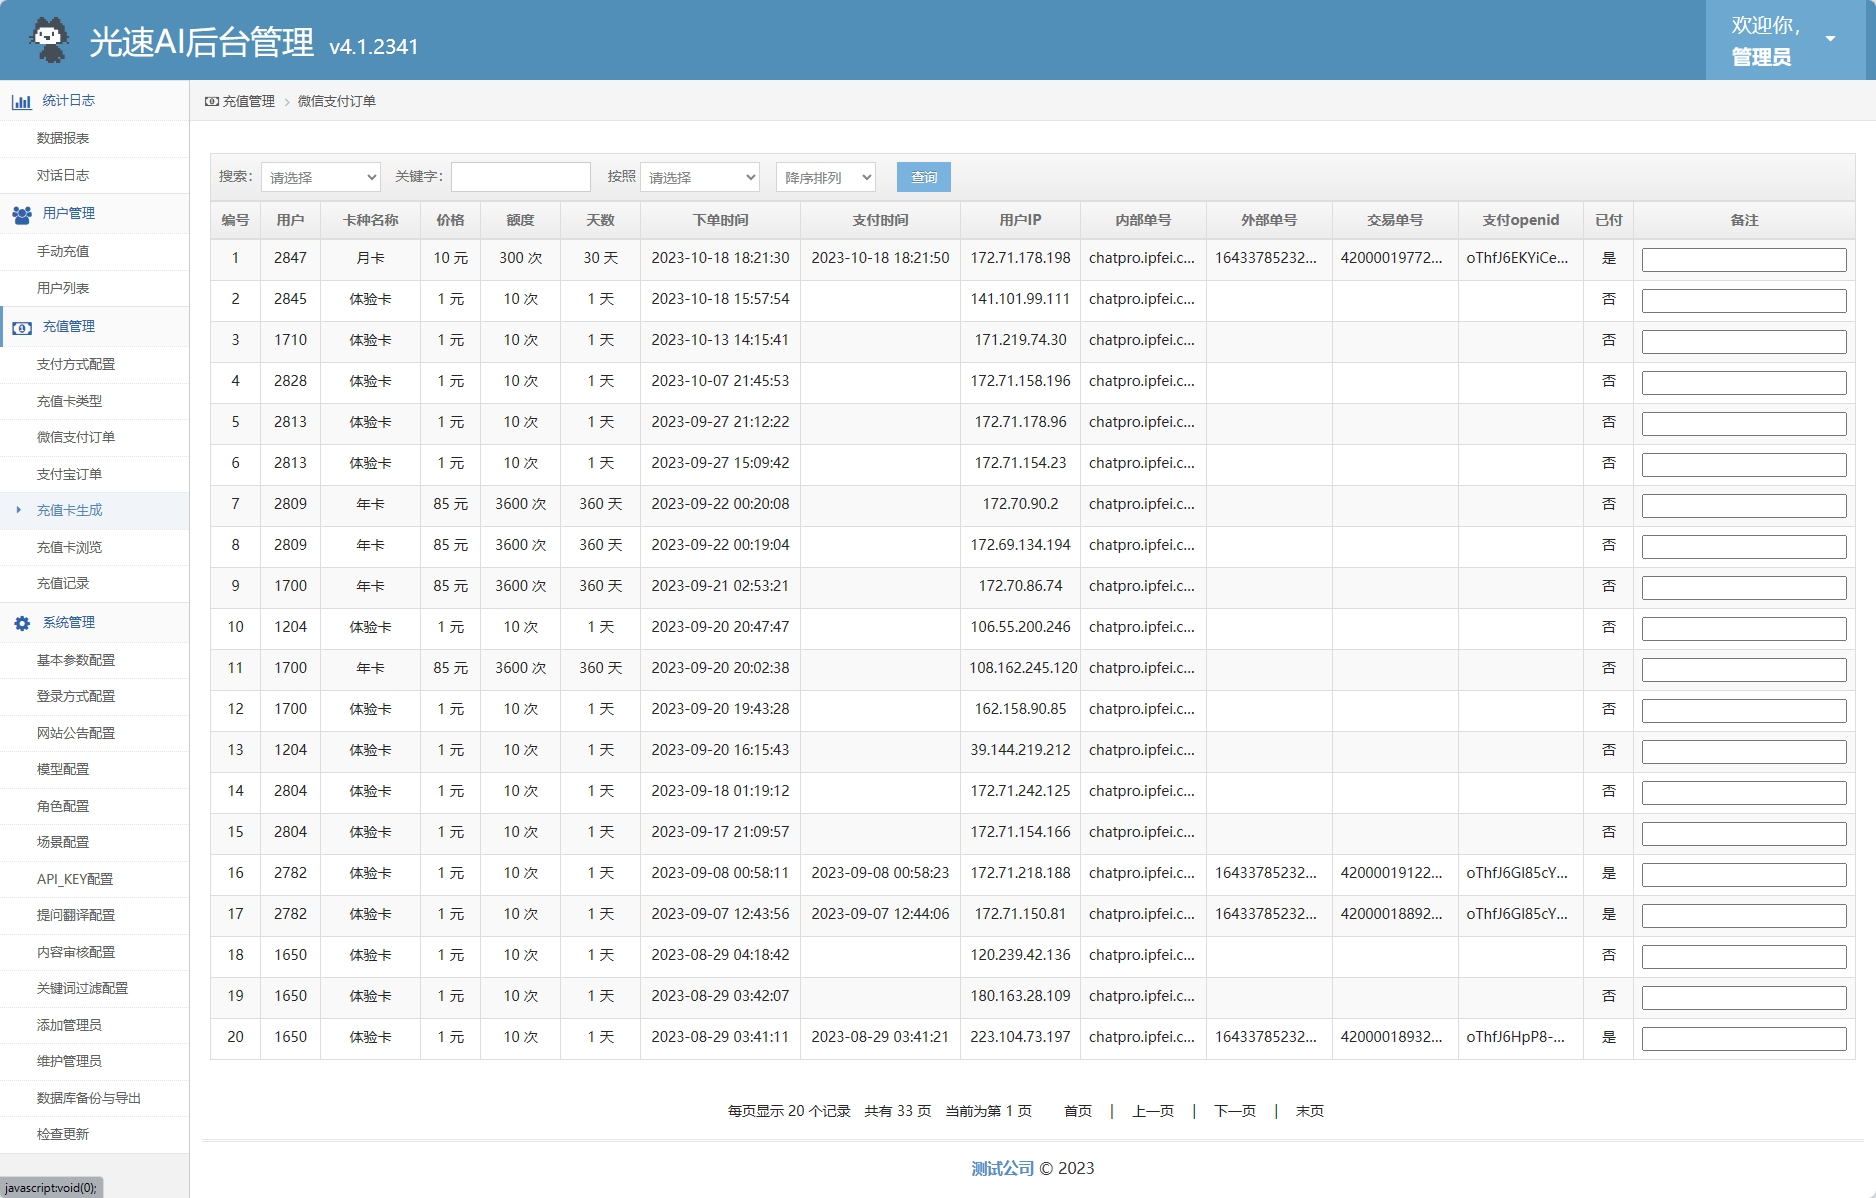 光速AI后台管理 v4.1.2341
欢迎你，
管理员
统计日志
数据报表
对话日志
用户管理
手动充值
用户列表
充值管理
支付方式配置
充值卡类型
微信支付订单
支付宝订单
充值卡生成
充值卡浏览
充值记录
系统管理
基本参数配置
登录方式配置
网站公告配置
模型配置
角色配置
场景配置
API_KEY配置
提问翻译配置
内容审核配置
关键词过滤配置
添加管理员
维护管理员
数据库备份与导出
检查更新
javascript:void(0);
充值管理 > 微信支付订单
搜索： 请选择 关键字： 按照 请选择 降序排列 查询
编号 用户 卡种名称 价格 额度 天数 下单时间 支付时间 用户IP 内部单号 外部单号 交易单号 支付openid 已付 备注
1 2847 月卡 10 元 300 次 30 天 2023-10-18 18:21:30 2023-10-18 18:21:50 172.71.178.198 chatpro.ipfei.c... 16433785232... 42000019772... oThfJ6EKYiCe... 是
2 2845 体验卡 1 元 10 次 1 天 2023-10-18 15:57:54 141.101.99.111 chatpro.ipfei.c... 否
3 1710 体验卡 1 元 10 次 1 天 2023-10-13 14:15:41 171.219.74.30 chatpro.ipfei.c... 否
4 2828 体验卡 1 元 10 次 1 天 2023-10-07 21:45:53 172.71.158.196 chatpro.ipfei.c... 否
5 2813 体验卡 1 元 10 次 1 天 2023-09-27 21:12:22 172.71.178.96 chatpro.ipfei.c... 否
6 2813 体验卡 1 元 10 次 1 天 2023-09-27 15:09:42 172.71.154.23 chatpro.ipfei.c... 否
7 2809 年卡 85 元 3600 次 360 天 2023-09-22 00:20:08 172.70.90.2 chatpro.ipfei.c... 否
8 2809 年卡 85 元 3600 次 360 天 2023-09-22 00:19:04 172.69.134.194 chatpro.ipfei.c... 否
9 1700 年卡 85 元 3600 次 360 天 2023-09-21 02:53:21 172.70.86.74 chatpro.ipfei.c... 否
10 1204 体验卡 1 元 10 次 1 天 2023-09-20 20:47:47 106.55.200.246 chatpro.ipfei.c... 否
11 1700 年卡 85 元 3600 次 360 天 2023-09-20 20:02:38 108.162.245.120 chatpro.ipfei.c... 否
12 1700 体验卡 1 元 10 次 1 天 2023-09-20 19:43:28 162.158.90.85 chatpro.ipfei.c... 否
13 1204 体验卡 1 元 10 次 1 天 2023-09-20 16:15:43 39.144.219.212 chatpro.ipfei.c... 否
14 2804 体验卡 1 元 10 次 1 天 2023-09-18 01:19:12 172.71.242.125 chatpro.ipfei.c... 否
15 2804 体验卡 1 元 10 次 1 天 2023-09-17 21:09:57 172.71.154.166 chatpro.ipfei.c... 否
16 2782 体验卡 1 元 10 次 1 天 2023-09-08 00:58:11 2023-09-08 00:58:23 172.71.218.188 chatpro.ipfei.c... 16433785232... 42000019122... oThfJ6Gl85cY... 是
17 2782 体验卡 1 元 10 次 1 天 2023-09-07 12:43:56 2023-09-07 12:44:06 172.71.150.81 chatpro.ipfei.c... 16433785232... 42000018892... oThfJ6Gl85cY... 是
18 1650 体验卡 1 元 10 次 1 天 2023-08-29 04:18:42 120.239.42.136 chatpro.ipfei.c... 否
19 1650 体验卡 1 元 10 次 1 天 2023-08-29 03:42:07 180.163.28.109 chatpro.ipfei.c... 否
20 1650 体验卡 1 元 10 次 1 天 2023-08-29 03:41:11 2023-08-29 03:41:21 223.104.73.197 chatpro.ipfei.c... 16433785232... 42000018932... oThfJ6HpP8-... 是
每页显示 20 个记录 共有 33 页 当前为第 1 页 首页 | 上一页 | 下一页 | 末页
测试公司 © 2023